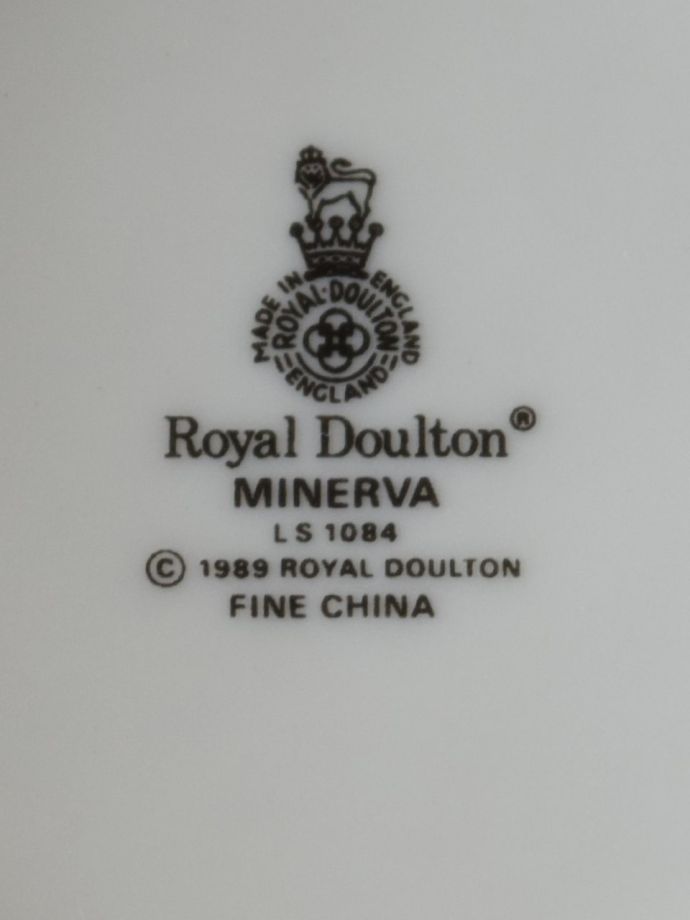 MADE IN ENGLAND
ROYAL·DOULTON
ENGLAND
Royal Doulton®
MINERVA
LS 1084
© 1989 ROYAL DOULTON
FINE CHINA